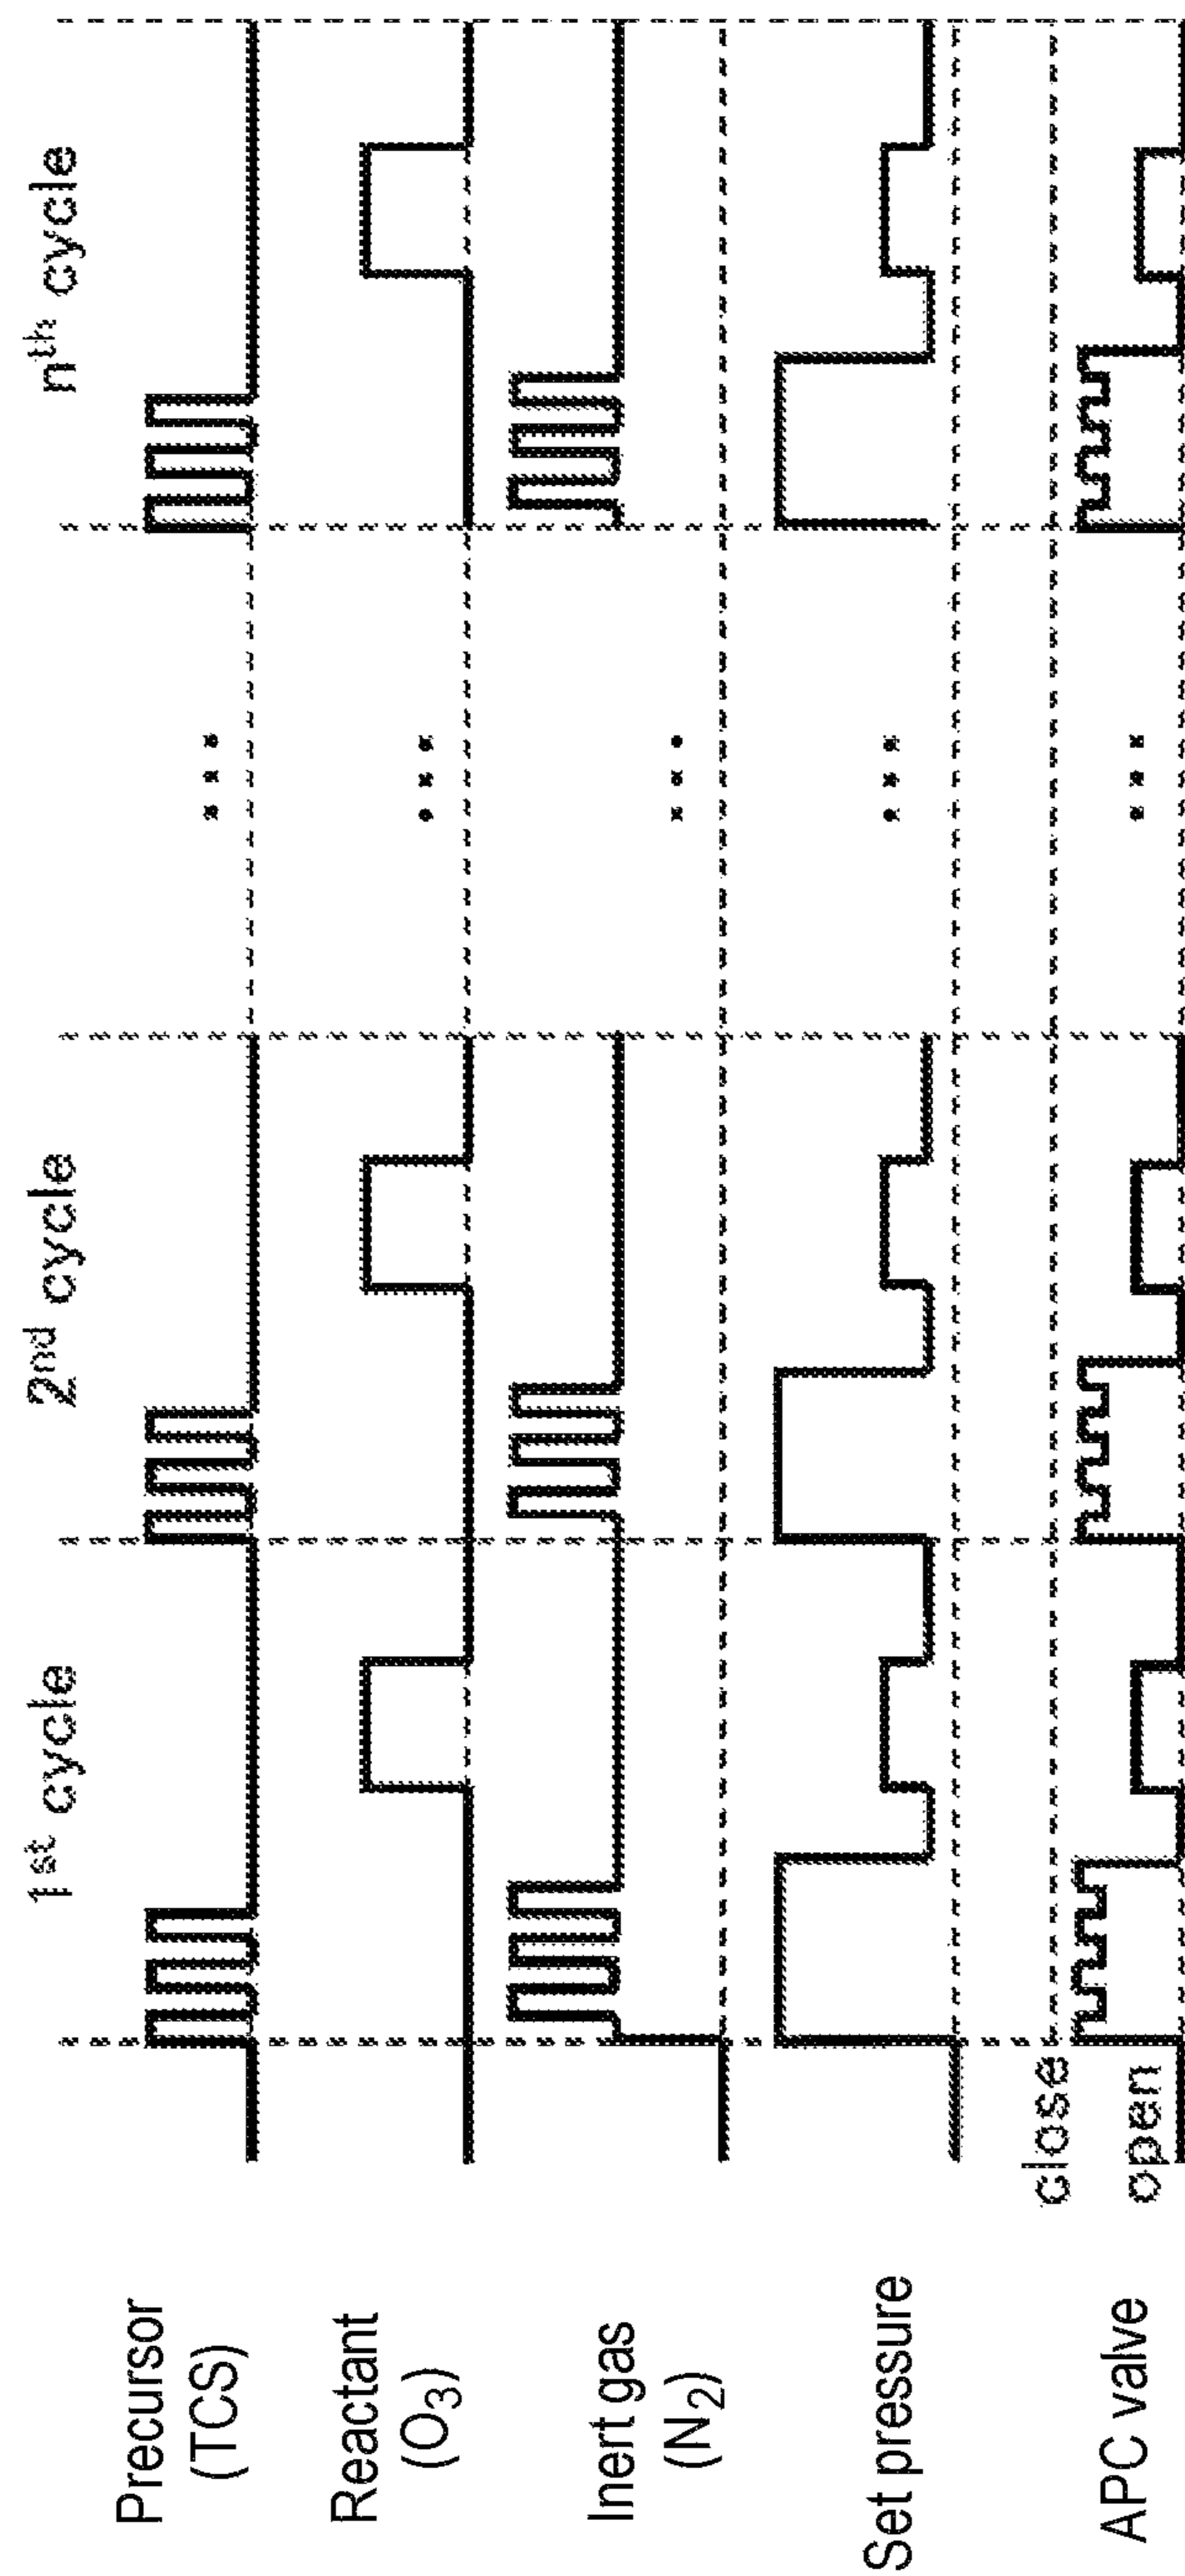 1st cycle
2nd cycle
nth cycle
Precursor
(TCS)
Reactant
(O3)
Inert gas
(N2)
Set pressure
close
open
APC valve